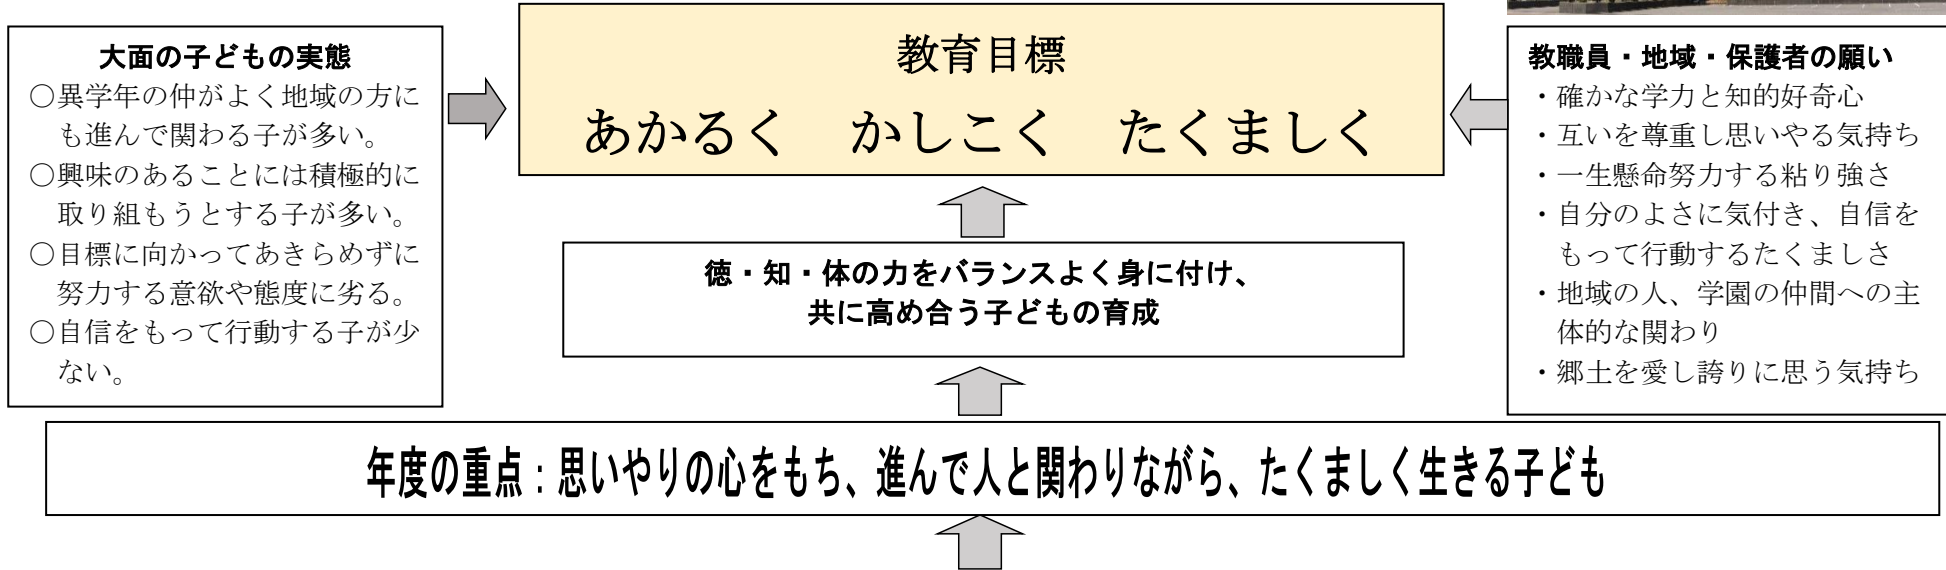 大面の子どもの実態
○異学年の仲がよく地域の方に
も進んで関わる子が多い。
○興味のあることには積極的に
取り組もうとする子が多い。
○目標に向かってあきらめずに
努力する意欲や態度に劣る。
○自信をもって行動する子が少
ない。
教育目標
あかるく　かしこく　たくましく
徳・知・体の力をバランスよく身に付け、
共に高め合う子どもの育成
教職員・地域・保護者の願い
・確かな学力と知的好奇心
・互いを尊重し思いやる気持ち
・一生懸命努力する粘り強さ
・自分のよさに気付き、自信を
もって行動するたくましさ
・地域の人、学園の仲間への主
体的な関わり
・郷土を愛し誇りに思う気持ち
年度の重点：思いやりの心をもち、進んで人と関わりながら、たくましく生きる子ども